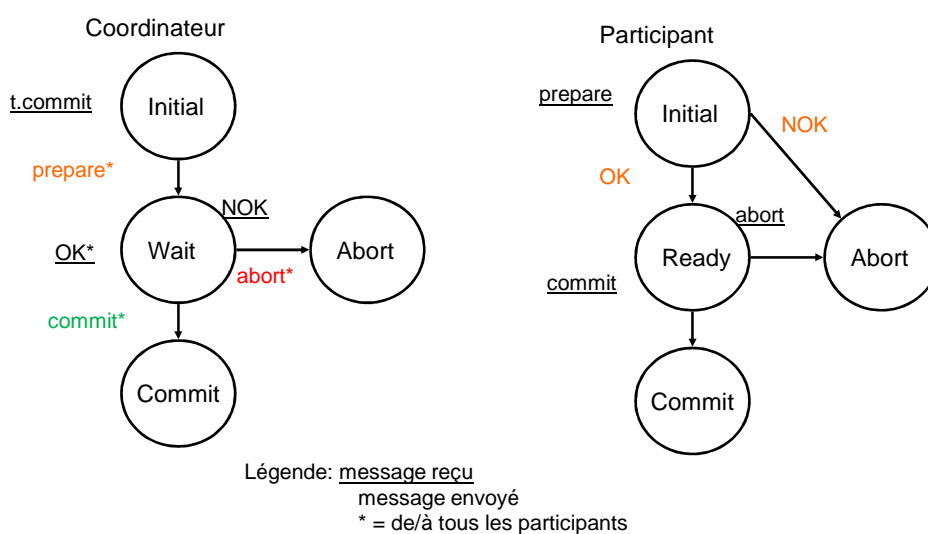 Coordinateur
t.commit
Initial
prepare*
NOK
OK*
Wait
abort*
Abort
commit*
Commit
Participant
prepare
Initial
NOK
OK
abort
Ready
Abort
commit
Commit
Légende: message reçu
message envoyé
* = de/à tous les participants